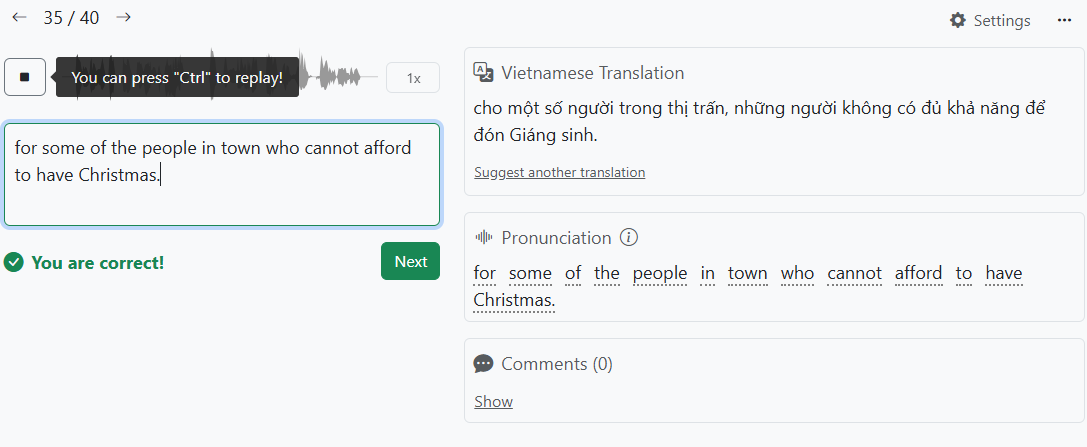 35 / 40
Settings
You can press "Ctrl" to replay!
1x
for some of the people in town who cannot afford
to have Christmas.
You are correct!
Next
Vietnamese Translation
cho một số người trong thị trấn, những người không có đủ khả năng để
đón Giáng sinh.
Suggest another translation
Pronunciation
for some of the people in town who cannot afford to have
Christmas.
Comments (0)
Show